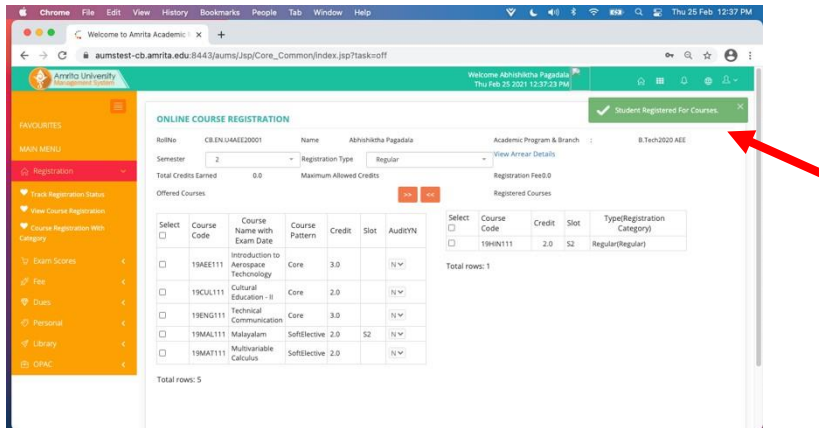 Chrome File Edit View History Bookmarks People Tab Window Help Thu 25 Feb 12:37 PM
Welcome to Amrita Academic
aumstest-cb.amrita.edu:8443/aums/Jsp/Core_Common/index.jsp?task=off
Amrita University
Management System
Welcome Abhishiktha Pagadala
Thu Feb 25 2021 12:37:23 PM
Student Registered For Courses.
FAVOURITES
MAIN MENU
Registration
Track Registration Status
View Course Registration
Course Registration With
Category
Exam Scores
Fee
Dues
Personal
Library
OPAC
ONLINE COURSE REGISTRATION
RollNo CB.EN.U4AEE20001 Name Abhishiktha Pagadala Academic Program & Branch : B.Tech2020 AEE
Semester 2 Registration Type Regular View Arrear Details
Total Credits Earned 0.0 Maximum Allowed Credits Registration Fee0.0
Offered Courses >> << Registered Courses
Select Course Code Course Name with Exam Date Course Pattern Credit Slot AuditYN
19AEE111 Introduction to Aerospace Techcnology Core 3.0 N
19CUL111 Cultural Education - II Core 2.0 N
19ENG111 Technical Communication Core 3.0 N
19MAL111 Malayalam SoftElective 2.0 S2 N
19MAT111 Multivariable Calculus SoftElective 2.0 N
Total rows: 5
Select Course Code Credit Slot Type(Registration Category)
19HIN111 2.0 S2 Regular(Regular)
Total rows: 1